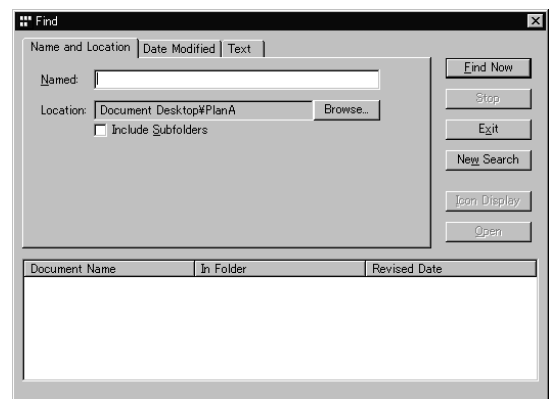 Find
Name and Location Date Modified Text
Named:
Location: Document Desktop¥PlanA Browse...
Include Subfolders
Find Now
Stop
Exit
New Search
Icon Display
Open
Document Name In Folder Revised Date